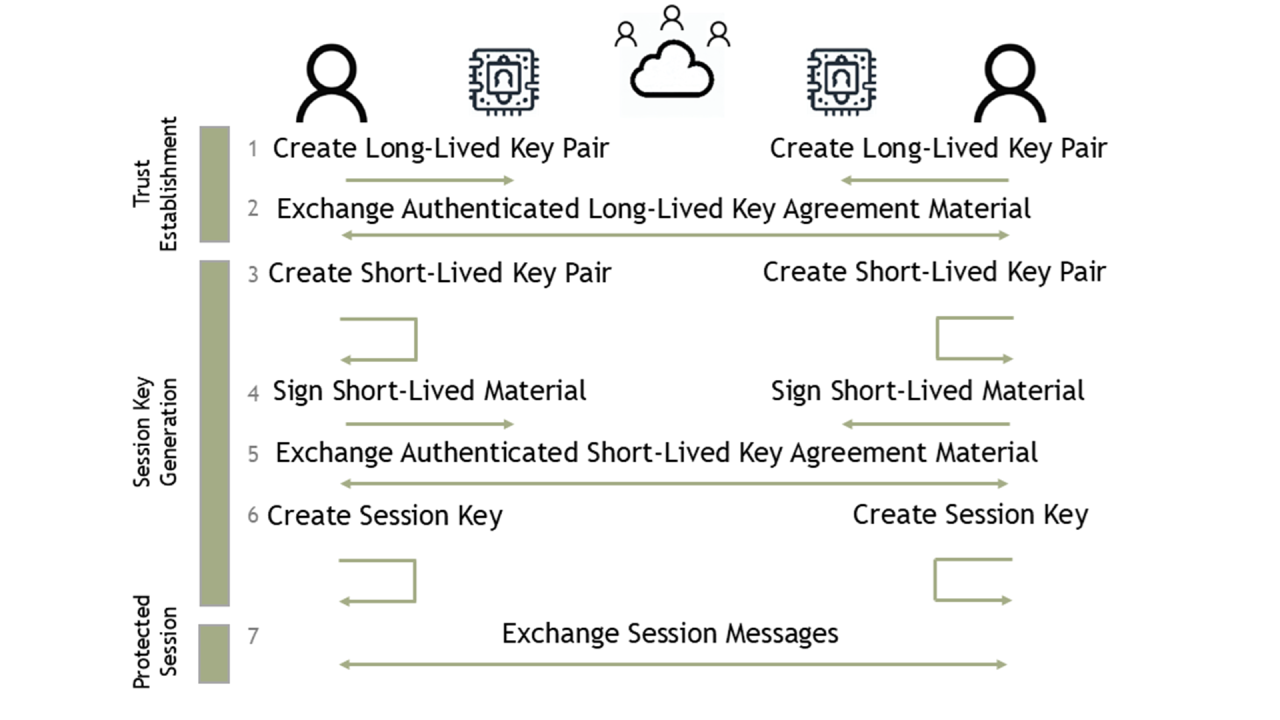 Trust
Establishment
1 Create Long-Lived Key Pair Create Long-Lived Key Pair
2 Exchange Authenticated Long-Lived Key Agreement Material
Session Key
Generation
3 Create Short-Lived Key Pair Create Short-Lived Key Pair
4 Sign Short-Lived Material Sign Short-Lived Material
5 Exchange Authenticated Short-Lived Key Agreement Material
6 Create Session Key Create Session Key
Protected
Session
7 Exchange Session Messages